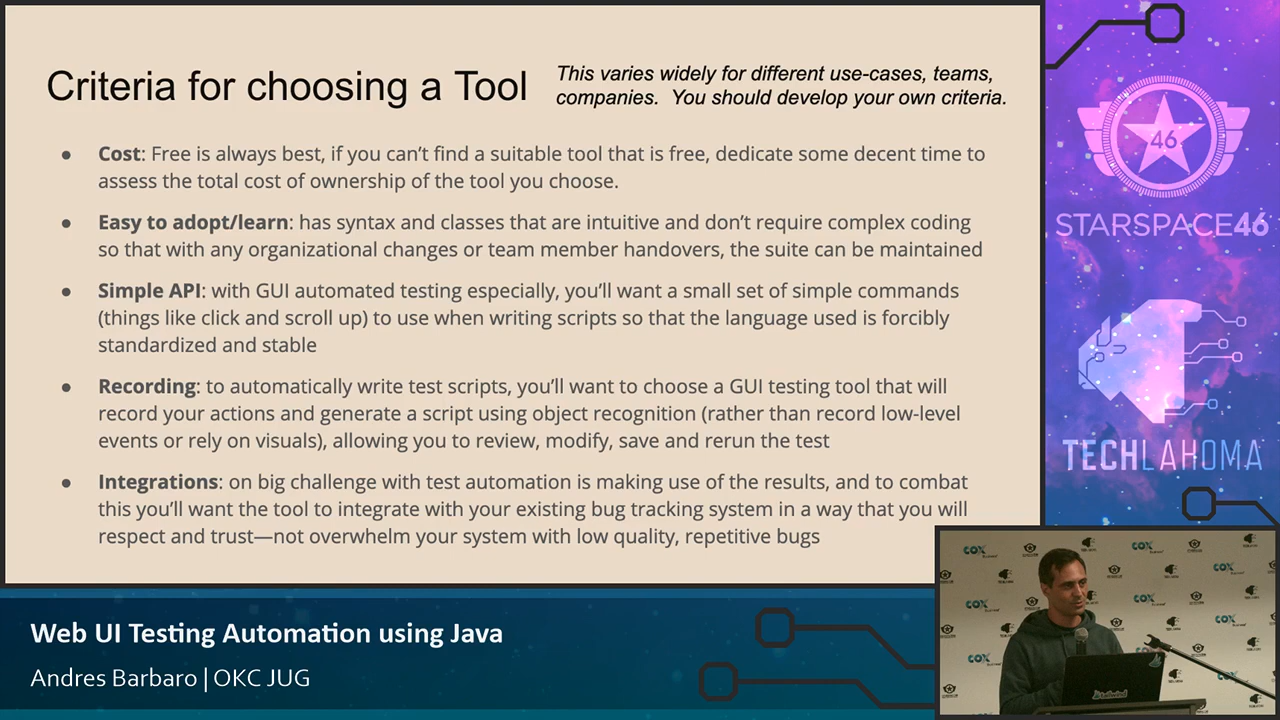 Criteria for choosing a Tool
This varies widely for different use-cases, teams,
companies.  You should develop your own criteria.
● Cost: Free is always best, if you can't find a suitable tool that is free, dedicate some decent time to
assess the total cost of ownership of the tool you choose.
● Easy to adopt/learn: has syntax and classes that are intuitive and don't require complex coding
so that with any organizational changes or team member handovers, the suite can be maintained
● Simple API: with GUI automated testing especially, you'll want a small set of simple commands
(things like click and scroll up) to use when writing scripts so that the language used is forcibly
standardized and stable
● Recording: to automatically write test scripts, you'll want to choose a GUI testing tool that will
record your actions and generate a script using object recognition (rather than record low-level
events or rely on visuals), allowing you to review, modify, save and rerun the test
● Integrations: on big challenge with test automation is making use of the results, and to combat
this you'll want the tool to integrate with your existing bug tracking system in a way that you will
respect and trust—not overwhelm your system with low quality, repetitive bugs
46
STARSPACE46
TECHLAHOMA
Web UI Testing Automation using Java
Andres Barbaro | OKC JUG
COX
COX
COX
COX
COX
COX
COX